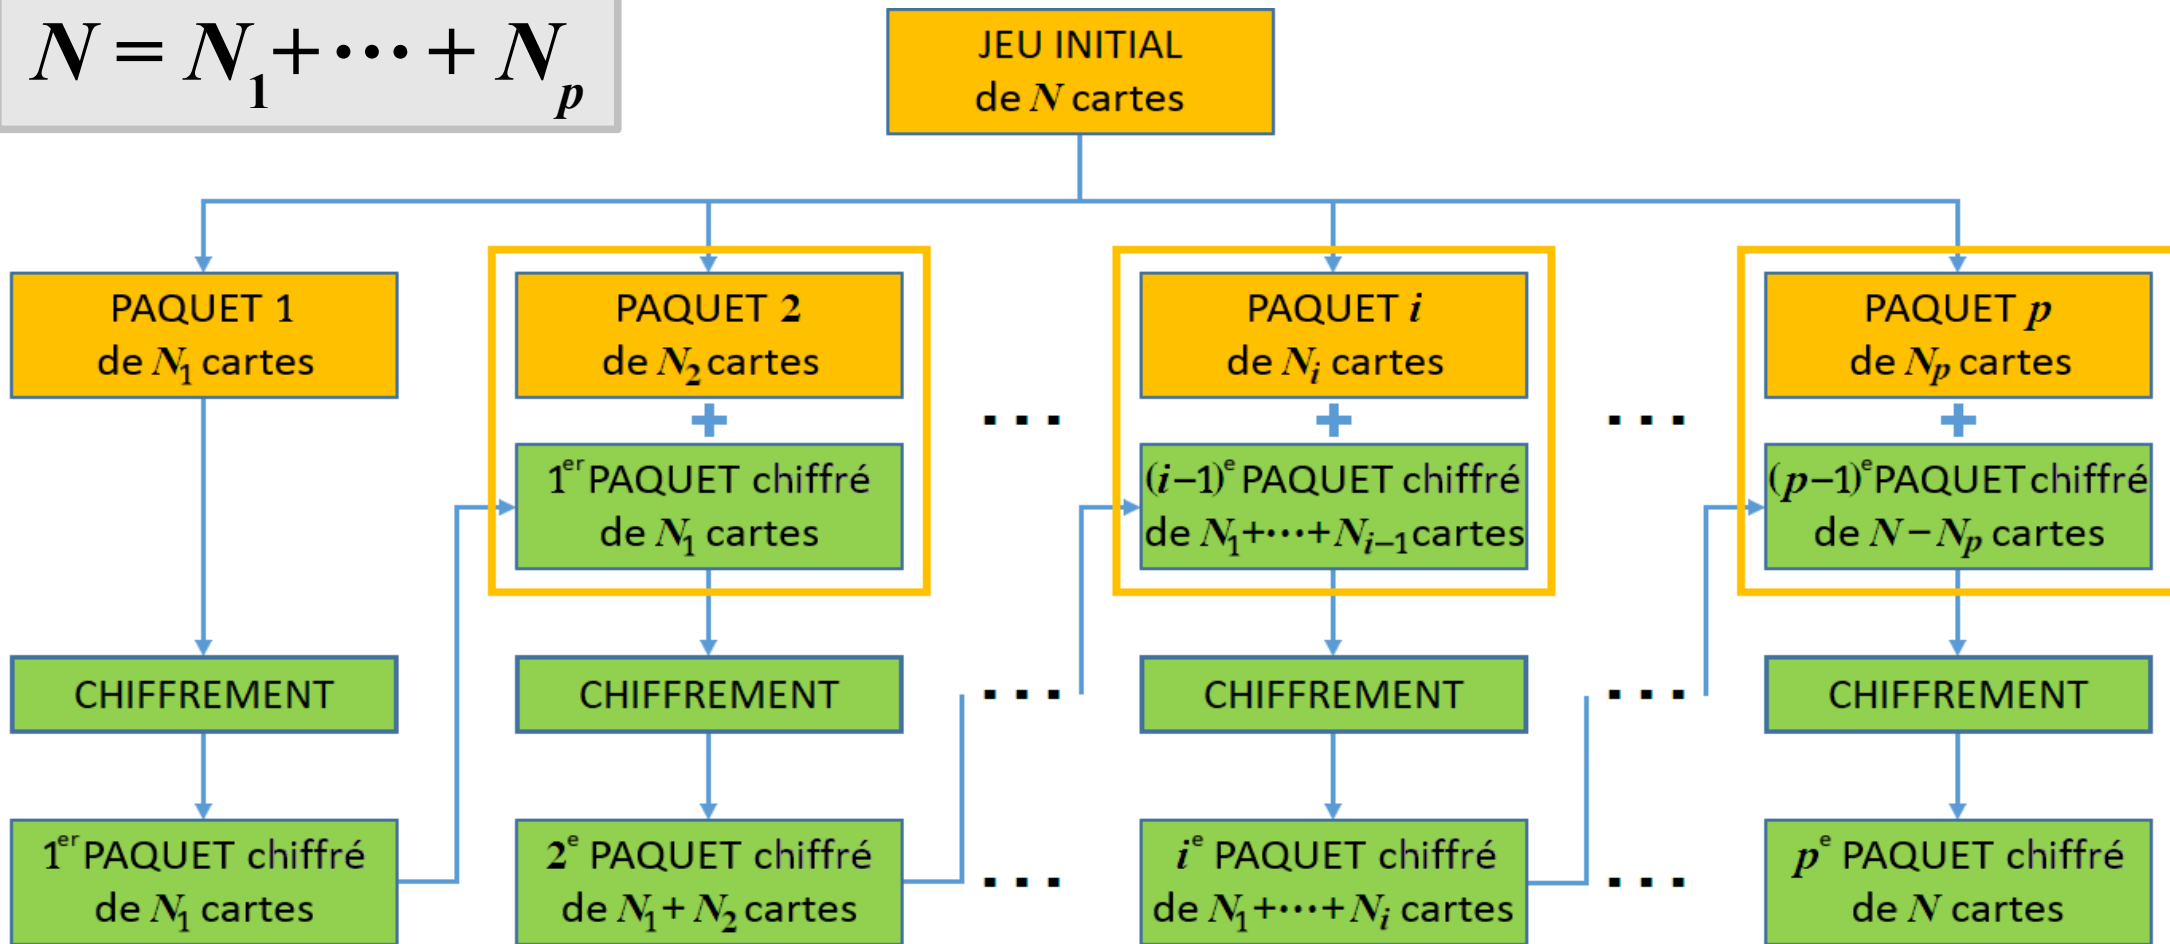 N = N₁+⋯+ Nₚ
JEU INITIAL
de N cartes
PAQUET 1
de N₁ cartes
PAQUET 2
de N₂ cartes
PAQUET i
de Nᵢ cartes
PAQUET p
de Nₚ cartes
+
+
+
...
...
1er PAQUET chiffré
de N₁ cartes
(i−1)e PAQUET chiffré
de N₁+⋯+Nᵢ₋₁ cartes
(p−1)e PAQUET chiffré
de N−Nₚ cartes
CHIFFREMENT
CHIFFREMENT
...
CHIFFREMENT
...
CHIFFREMENT
1er PAQUET chiffré
de N₁ cartes
2e PAQUET chiffré
de N₁+ N₂ cartes
...
ie PAQUET chiffré
de N₁+⋯+Nᵢ cartes
...
pe PAQUET chiffré
de N cartes